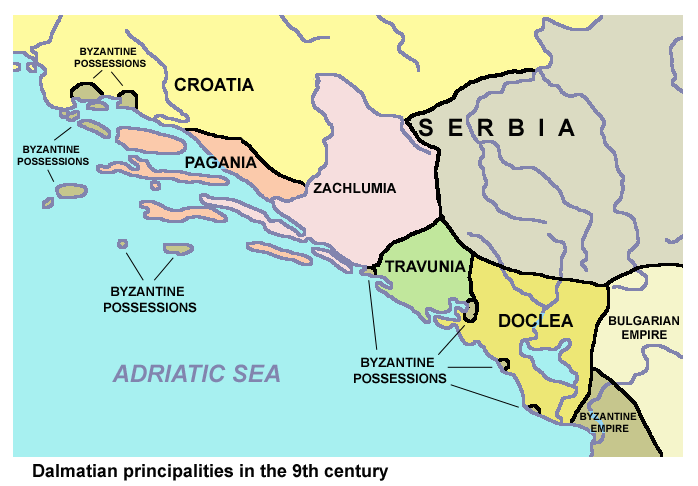 BYZANTINE
POSSESSIONS
CROATIA
SERBIA
BYZANTINE
POSSESSIONS
PAGANIA
ZACHLUMIA
TRAVUNIA
BYZANTINE
POSSESSIONS
DOCLEA
BULGARIAN
EMPIRE
BYZANTINE
POSSESSIONS
ADRIATIC SEA
BYZANTINE
EMPIRE
Dalmatian principalities in the 9th century